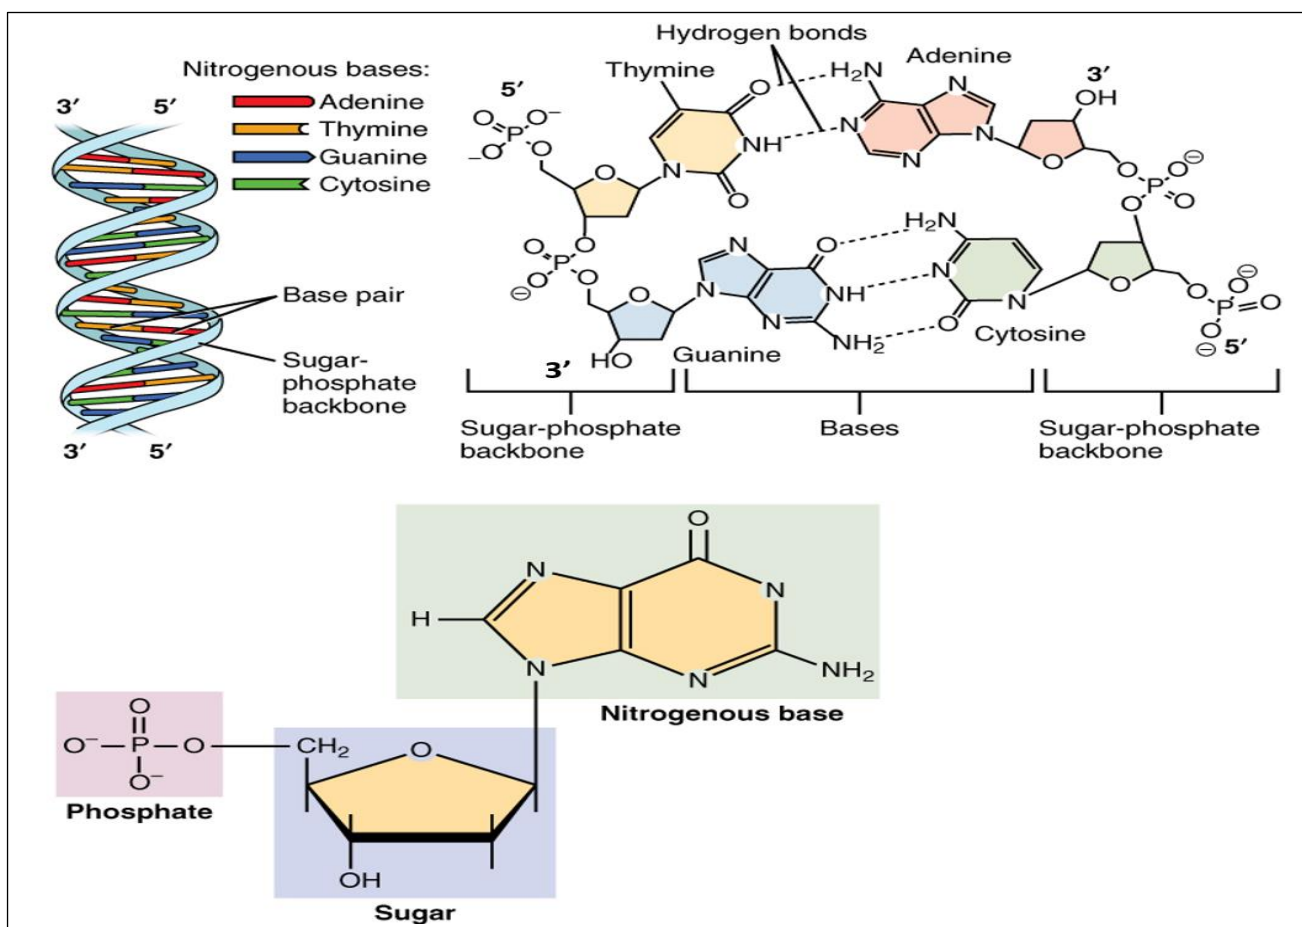 Nitrogenous bases:
Adenine
Thymine
Guanine
Cytosine
3′ 5′
Base pair
Sugar-
phosphate
backbone
3′ 5′
Hydrogen bonds
Thymine
Adenine
5′
3′
O
H₂N
N
N
OH
O⁻
P
–O
O
O
NH
N
N
N
O
O
P
O
O
⊖
O
O
N
O
O
O
P
O
O
⊖
O
N
O
H₂N
O
N
NH
N
O
O
P
O
O
⊖
⊖
N
N
O
NH₂
O
HO
Guanine
Cytosine
3′
5′
Sugar-phosphate
backbone
Bases
Sugar-phosphate
backbone
O
N
N
H
N
N
NH₂
Nitrogenous base
O
O⁻ P O
O⁻
Phosphate
CH₂
O
OH
Sugar